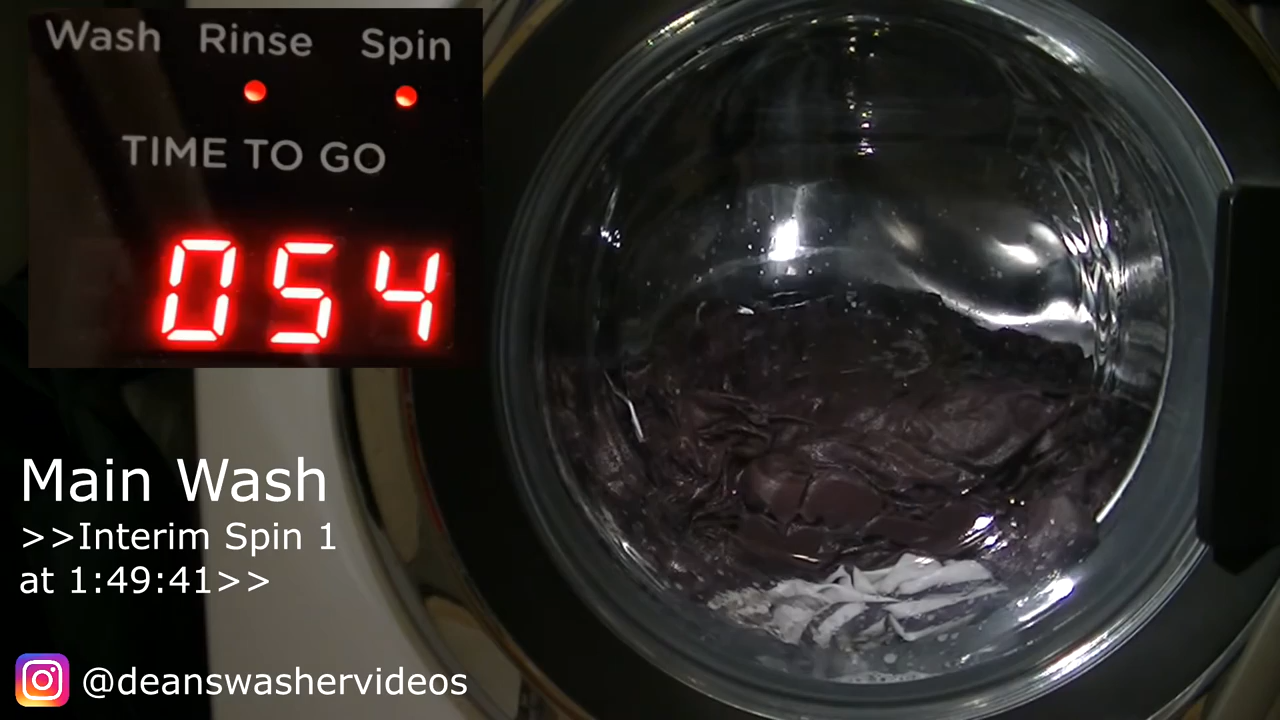 Wash Rinse Spin
TIME TO GO
054
Main Wash
>>Interim Spin 1
at 1:49:41>>
@deanswashervideos